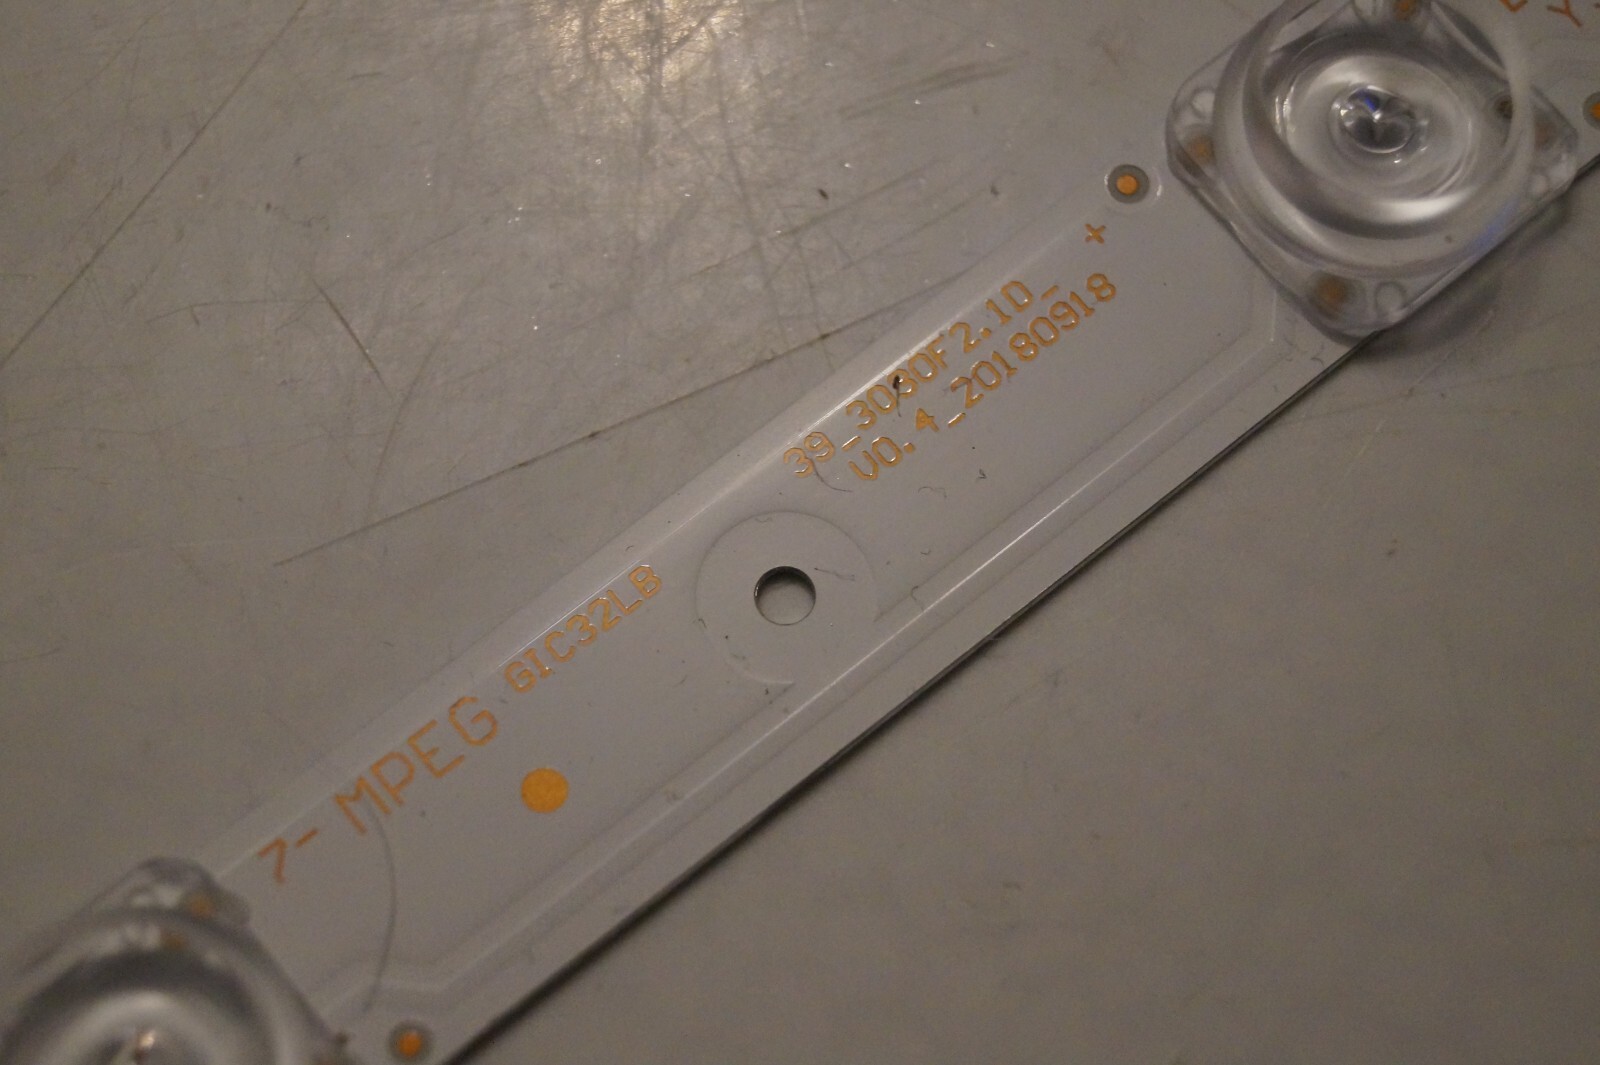 39_3030F2.1D_
V0.4_20180918
7- MPEG GIC32LB